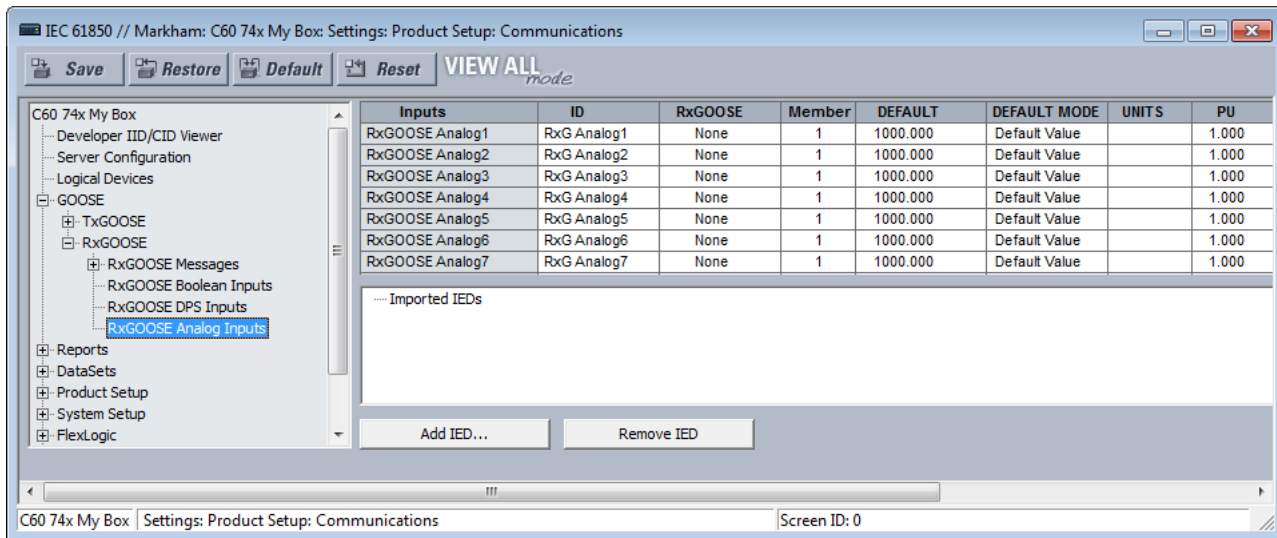 IEC 61850 // Markham: C60 74x My Box: Settings: Product Setup: Communications
Save Restore Default Reset VIEW ALL mode
C60 74x My Box
Developer IID/CID Viewer
Server Configuration
Logical Devices
GOOSE
TxGOOSE
RxGOOSE
RxGOOSE Messages
RxGOOSE Boolean Inputs
RxGOOSE DPS Inputs
RxGOOSE Analog Inputs
Reports
DataSets
Product Setup
System Setup
FlexLogic
Inputs ID RxGOOSE Member DEFAULT DEFAULT MODE UNITS PU
RxGOOSE Analog1 RxG Analog1 None 1 1000.000 Default Value 1.000
RxGOOSE Analog2 RxG Analog2 None 1 1000.000 Default Value 1.000
RxGOOSE Analog3 RxG Analog3 None 1 1000.000 Default Value 1.000
RxGOOSE Analog4 RxG Analog4 None 1 1000.000 Default Value 1.000
RxGOOSE Analog5 RxG Analog5 None 1 1000.000 Default Value 1.000
RxGOOSE Analog6 RxG Analog6 None 1 1000.000 Default Value 1.000
RxGOOSE Analog7 RxG Analog7 None 1 1000.000 Default Value 1.000
Imported IEDs
Add IED... Remove IED
C60 74x My Box Settings: Product Setup: Communications Screen ID: 0